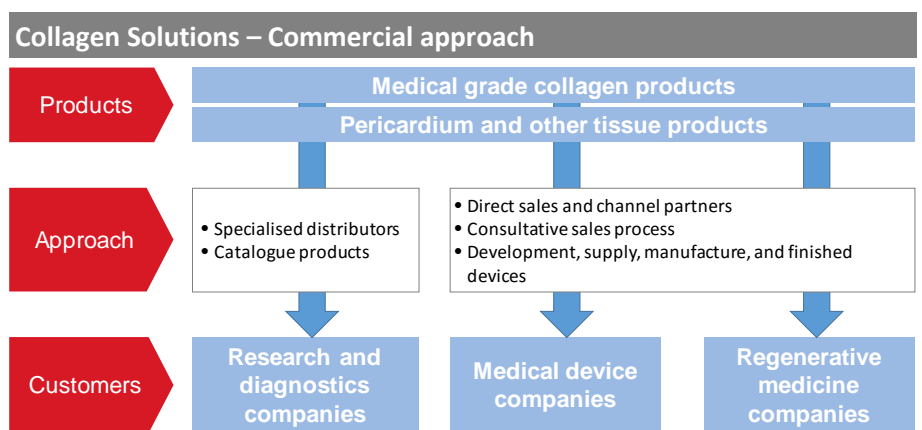 Collagen Solutions – Commercial approach
Products
Medical grade collagen products
Pericardium and other tissue products
Approach
• Specialised distributors
• Catalogue products
• Direct sales and channel partners
• Consultative sales process
• Development, supply, manufacture, and finished
devices
Customers
Research and
diagnostics
companies
Medical device
companies
Regenerative
medicine
companies